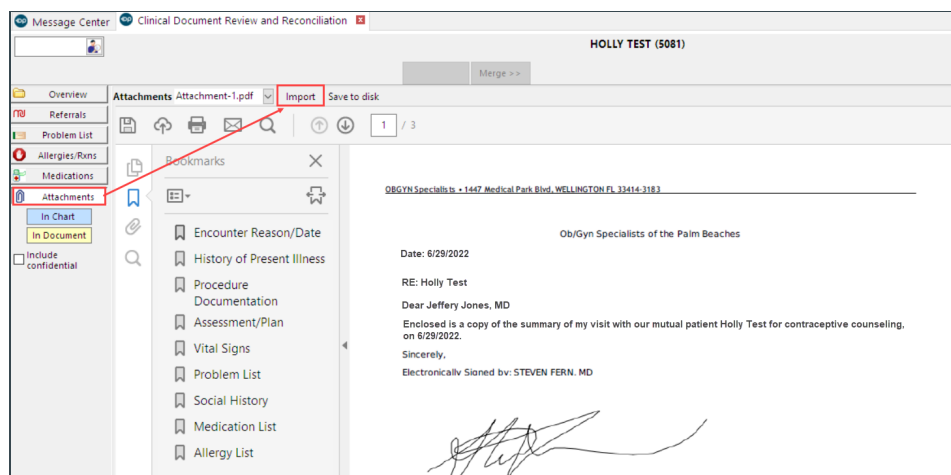 Message Center
Clinical Document Review and Reconciliation
HOLLY TEST (5081)
Merge >>
Overview
Attachments Attachment-1.pdf Import Save to disk
Referrals
Problem List
1 / 3
Allergies/Rxns
Medications
Attachments
In Chart
In Document
Include
confidential
Bookmarks
Encounter Reason/Date
History of Present Illness
Procedure
Documentation
Assessment/Plan
Vital Signs
Problem List
Social History
Medication List
Allergy List
OBGYN Specialists • 1447 Medical Park Blvd, WELLINGTON FL 33414-3183
Ob/Gyn Specialists of the Palm Beaches
Date: 6/29/2022
RE: Holly Test
Dear Jeffery Jones, MD
Enclosed is a copy of the summary of my visit with our mutual patient Holly Test for contraceptive counseling,
on 6/29/2022.
Sincerely,
Electronically Signed by: STEVEN FERN, MD